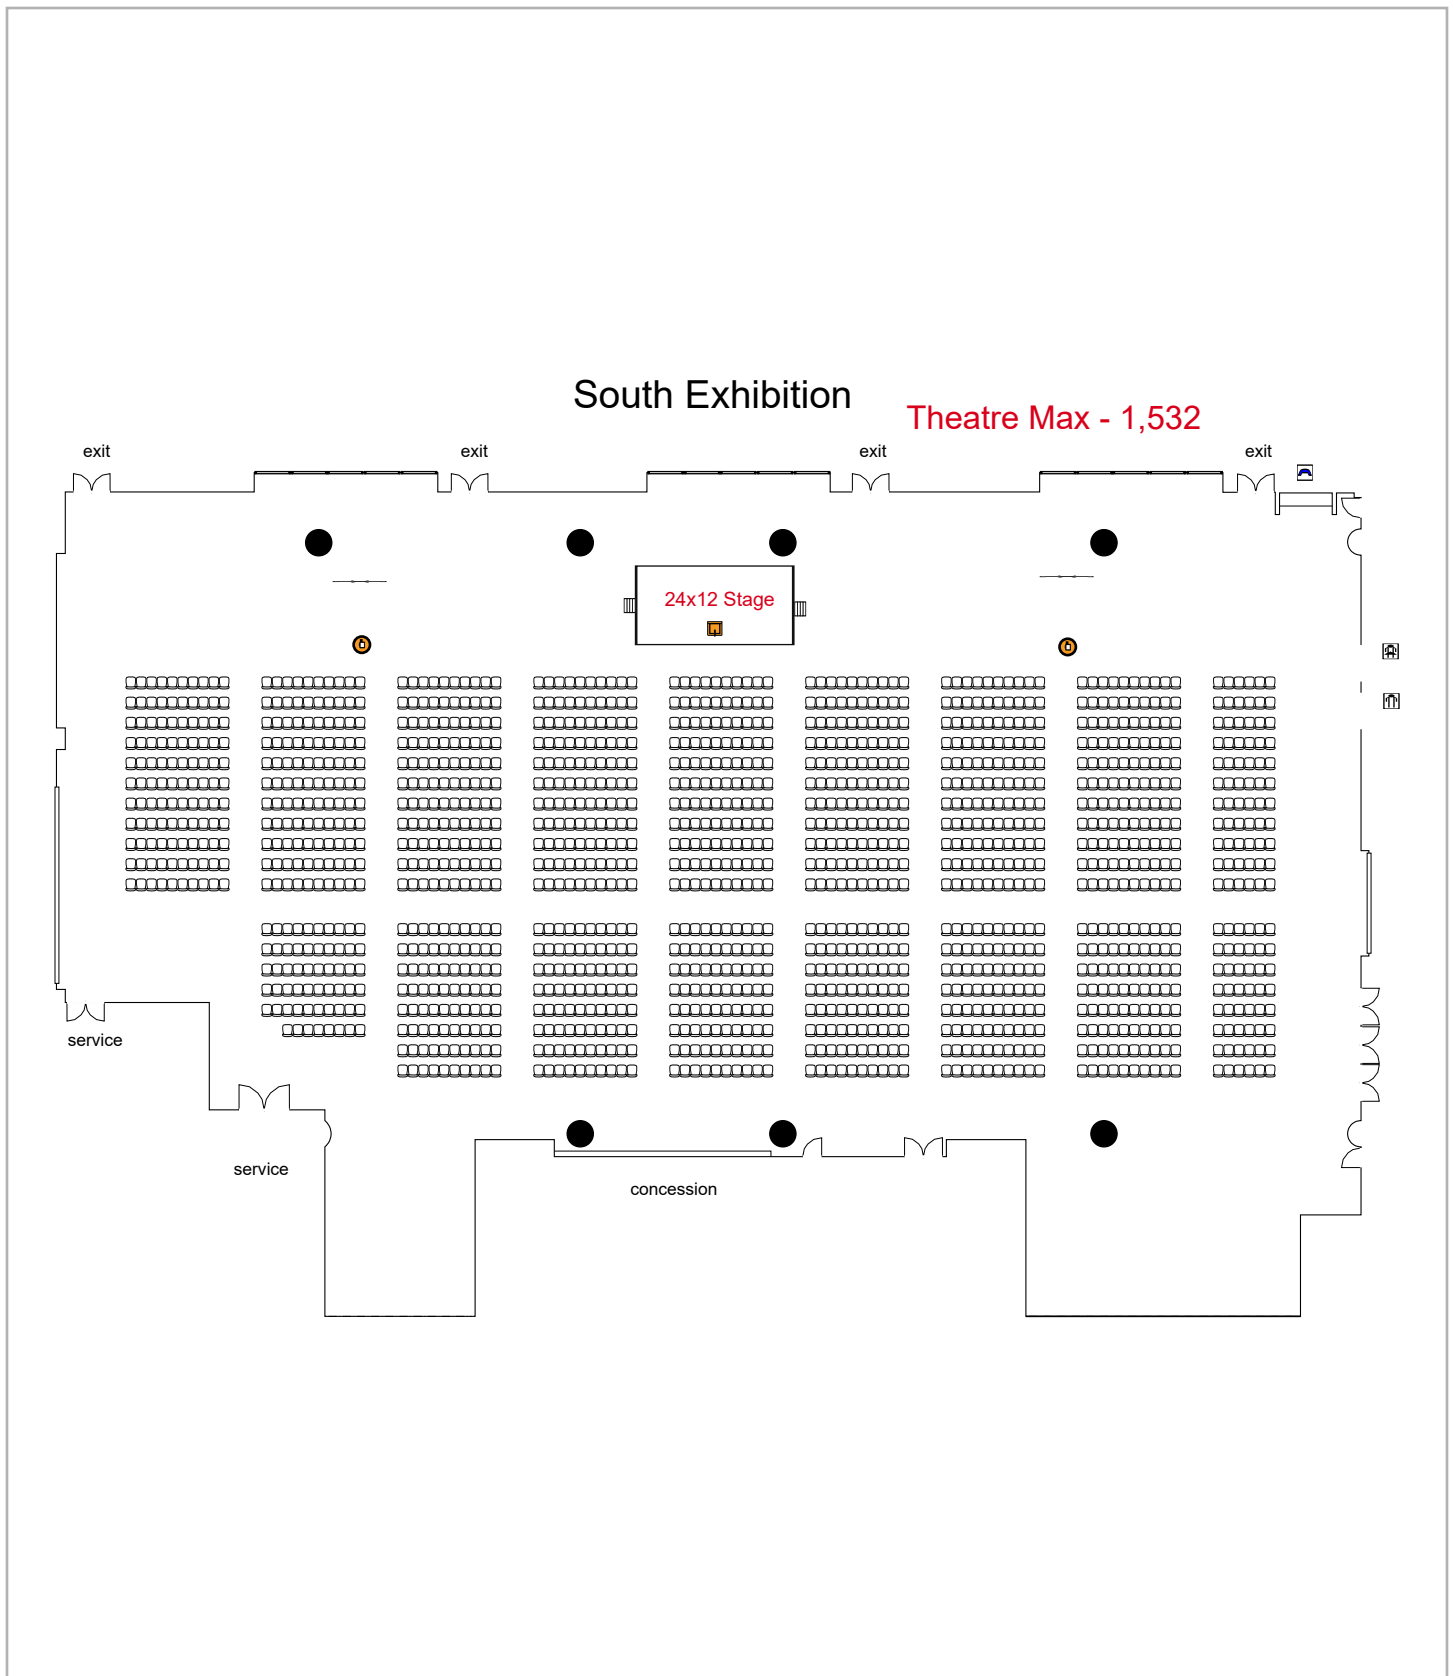 South Exhibition
Theatre Max - 1,532
exit
exit
exit
exit
24x12 Stage
service
service
concession